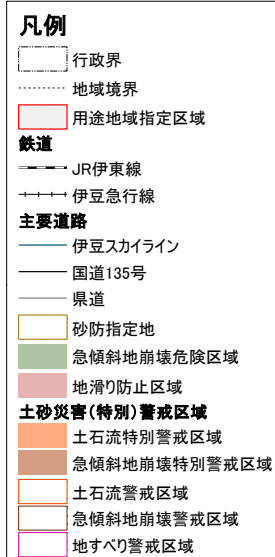 凡例
行政界
地域境界
用途地域指定区域
鉄道
JR伊東線
伊豆急行線
主要道路
伊豆スカイライン
国道135号
県道
砂防指定地
急傾斜地崩壊危険区域
地滑り防止区域
土砂災害(特別)警戒区域
土石流特別警戒区域
急傾斜地崩壊特別警戒区域
土石流警戒区域
急傾斜地崩壊警戒区域
地すべり警戒区域